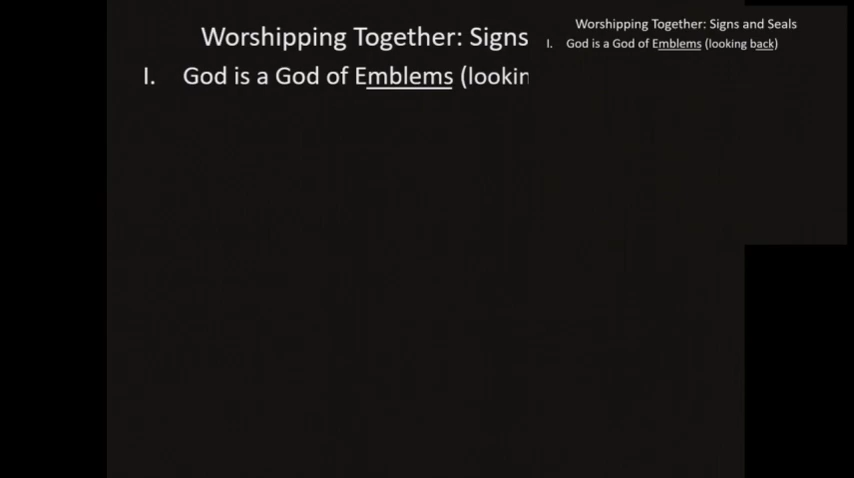 Worshipping Together: Signs
I. God is a God of Emblems (lookin
Worshipping Together: Signs and Seals
I. God is a God of Emblems (looking back)